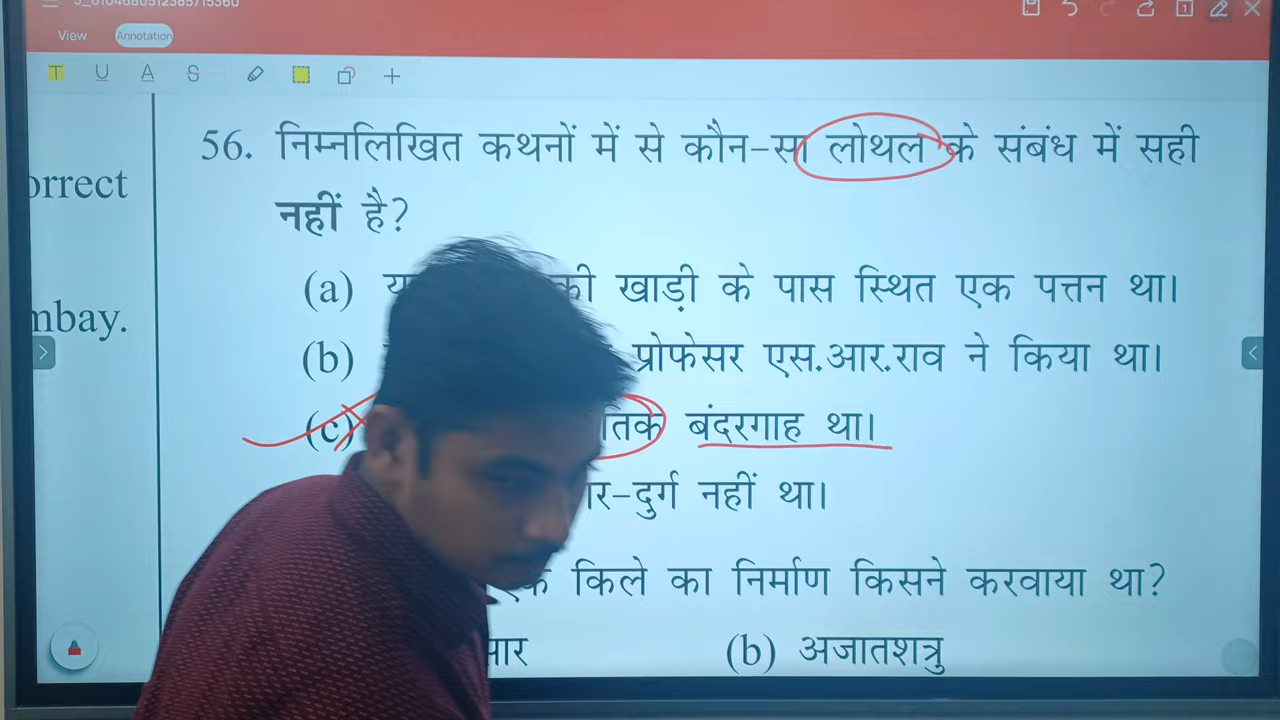 View Annotation
56. निम्नलिखित कथनों में से कौन-सा लोथल के संबंध में सही
orrect
नहीं है?
(a) की खाड़ी के पास स्थित एक पत्तन था।
mbay.
(b) प्रोफेसर एस.आर.राव ने किया था।
(c) तिक बंदरगाह था।
र-दुर्ग नहीं था।
किले का निर्माण किसने करवाया था?
(b) अजातशत्रु